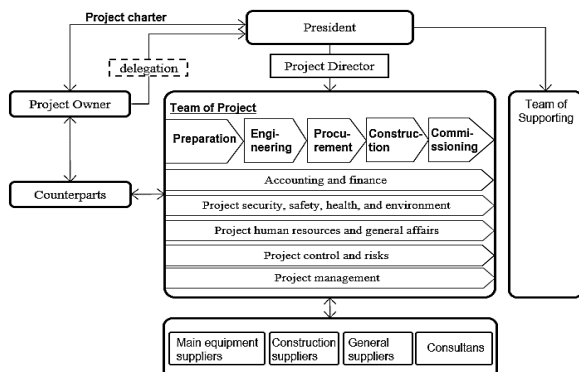 Project charter
President
delegation
Project Director
Project Owner
Team of
Supporting
Team of Project
Preparation
Engi-
neering
Procu-
rement
Construc-
tion
Commi-
ssioning
Accounting and finance
Counterparts
Project security, safety, health, and environment
Project human resources and general affairs
Project control and risks
Project management
Main equipment
suppliers
Construction
suppliers
General
suppliers
Consultans